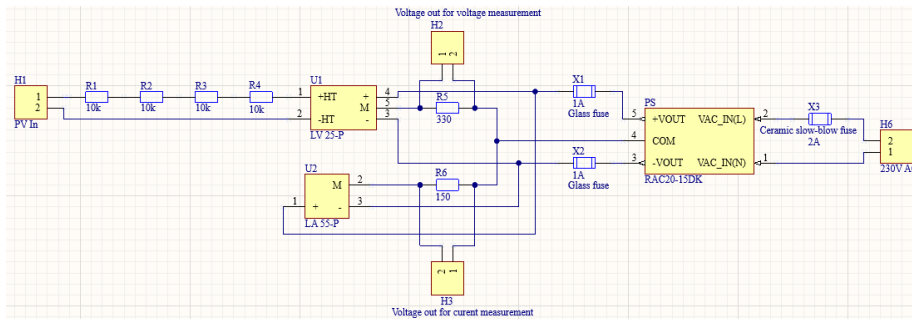 Voltage out for voltage measurement
H2
1 2
H1
1
2
PV In
R1
10k
R2
10k
R3
10k
R4
10k
U1
1 +HT + 4
M 5
2 -HT - 3
LV 25-P
R5
330
X1
1A
Glass fuse
PS
5 +VOUT VAC_IN(L) 2
4 COM
3 -VOUT VAC_IN(N) 1
RAC20-15DK
X3
Ceramic slow-blow fuse
2A
H6
2
1
230V A
X2
1A
Glass fuse
U2
M 2
1 + - 3
LA 55-P
R6
150
2 1
H3
Voltage out for curent measurement